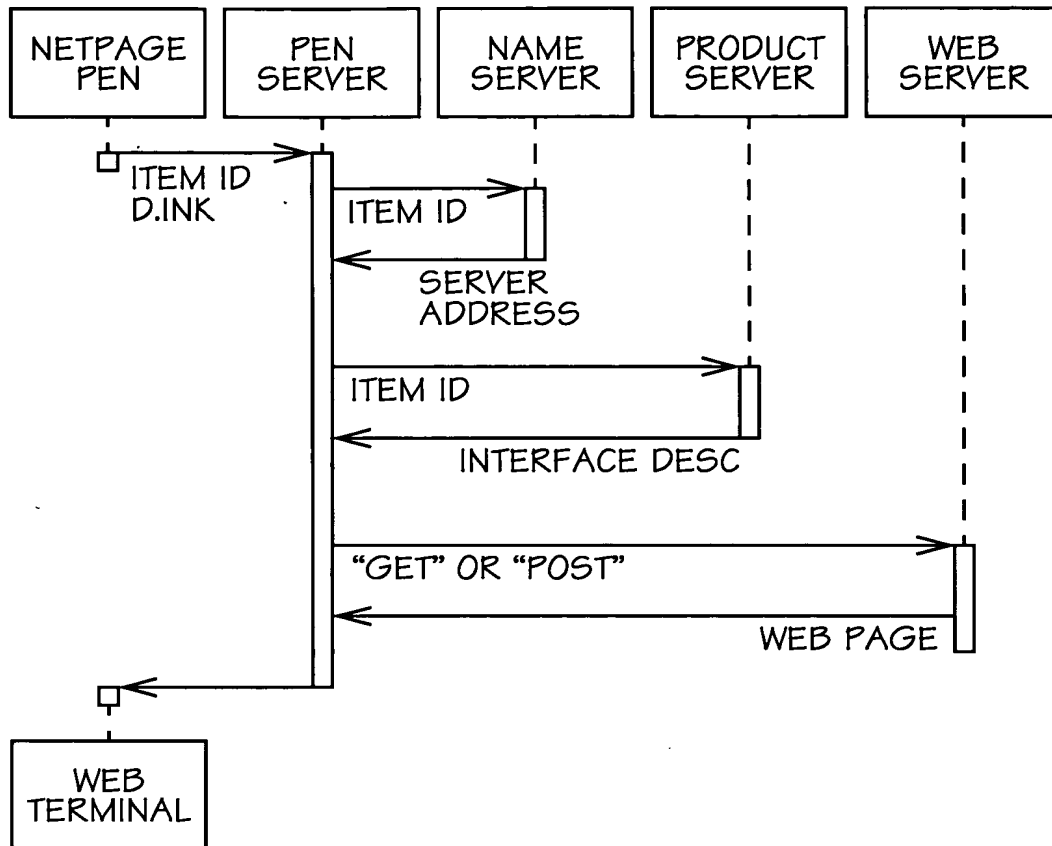 NETPAGE
PEN
PEN
SERVER
NAME
SERVER
PRODUCT
SERVER
WEB
SERVER
ITEM ID
D.INK
ITEM ID
SERVER
ADDRESS
ITEM ID
INTERFACE DESC
“GET” OR “POST”
WEB PAGE
WEB
TERMINAL